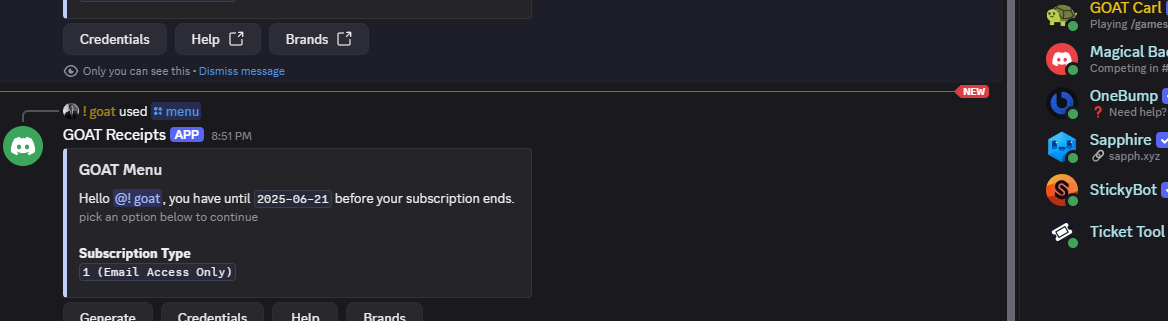 Credentials
Help
Brands
Only you can see this • Dismiss message
NEW
! goat used menu
GOAT Receipts APP 8:51 PM
GOAT Menu
Hello @! goat, you have until 2025-06-21 before your subscription ends.
pick an option below to continue
Subscription Type
1 (Email Access Only)
Generate
Credentials
Help
Brands
GOAT Carl
Playing /games
Magical Ba
Competing in #
OneBump
❓ Need help?
Sapphire
🔗 sapph.xyz
StickyBot
Ticket Tool